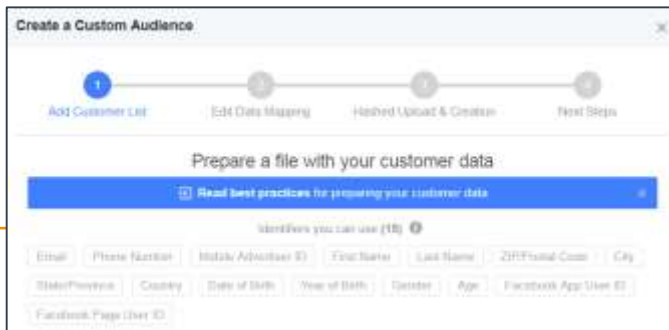 Create a Custom Audience
1 2 3 4
Add Customer List Edit Data Mapping Hashed Upload & Creation Next Steps
Prepare a file with your customer data
Read best practices for preparing your customer data
Identifiers you can use (15)
Email Phone Number Mobile Advertiser ID First Name Last Name ZIP/Postal Code City
State/Province Country Date of Birth Year of Birth Gender Age Facebook App User ID
Facebook Page User ID